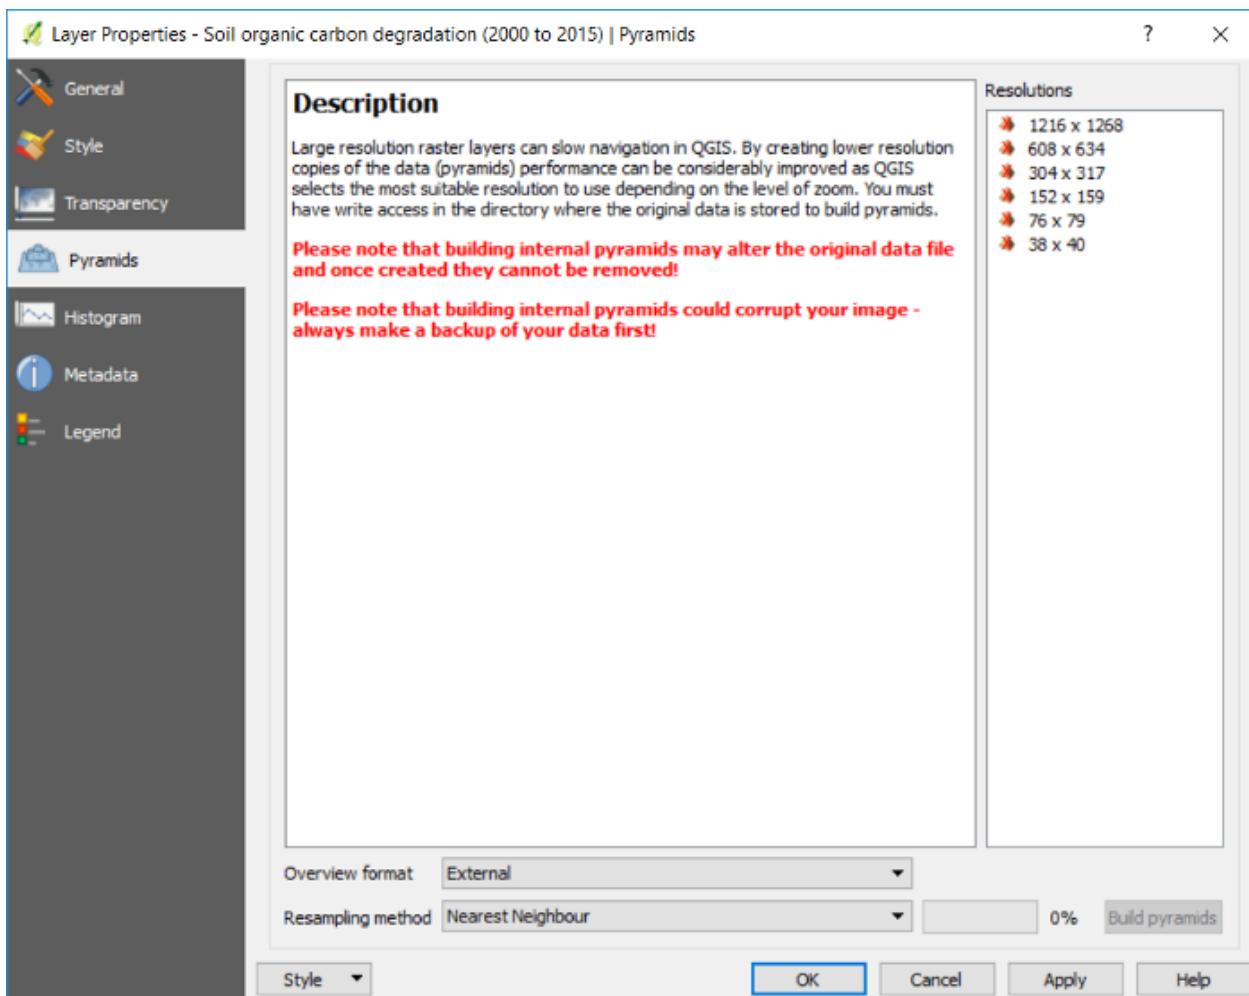 Layer Properties - Soil organic carbon degradation (2000 to 2015) | Pyramids
?
General
Style
Transparency
Pyramids
Histogram
Metadata
Legend
Description
Large resolution raster layers can slow navigation in QGIS. By creating lower resolution
copies of the data (pyramids) performance can be considerably improved as QGIS
selects the most suitable resolution to use depending on the level of zoom. You must
have write access in the directory where the original data is stored to build pyramids.
Please note that building internal pyramids may alter the original data file
and once created they cannot be removed!
Please note that building internal pyramids could corrupt your image -
always make a backup of your data first!
Resolutions
1216 x 1268
608 x 634
304 x 317
152 x 159
76 x 79
38 x 40
Overview format External
Resampling method Nearest Neighbour 0% Build pyramids
Style OK Cancel Apply Help